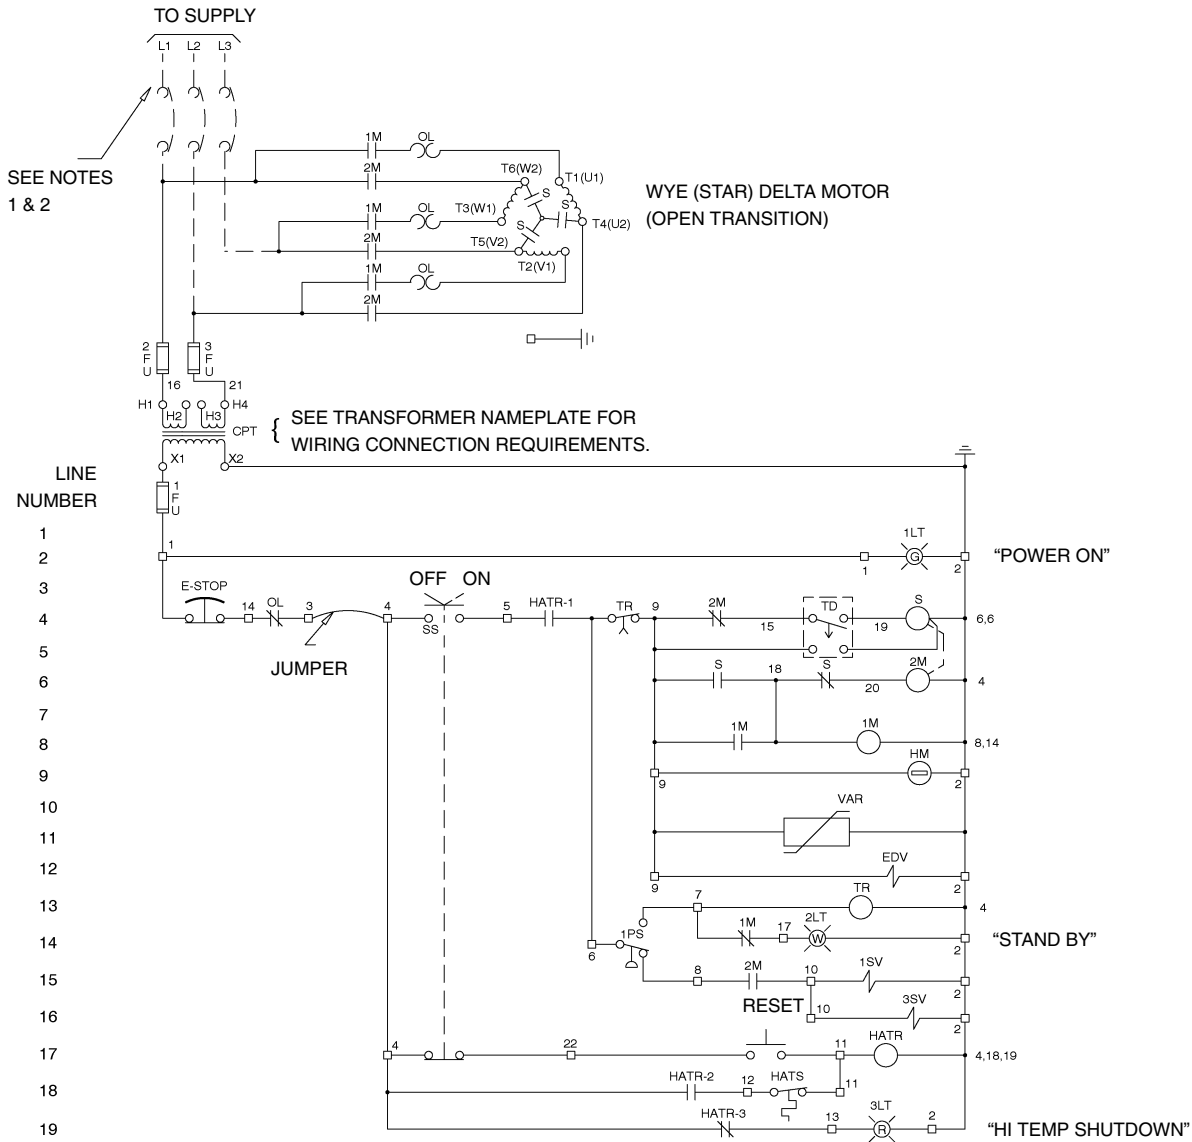 TO SUPPLY
L1 L2 L3
SEE NOTES
1 & 2
1M OL
2M
T6(W2) T1(U1)
S
1M OL
T3(W1) S T4(U2)
2M
S
T5(V2)
T2(V1)
1M OL
2M
WYE (STAR) DELTA MOTOR
(OPEN TRANSITION)
2FU 3FU
16 21
H1 H2 H3 H4
CPT
{ SEE TRANSFORMER NAMEPLATE FOR
WIRING CONNECTION REQUIREMENTS.
X1 X2
LINE
NUMBER
1FU
1
1LT
2 1 1 G 2 “POWER ON”
3
E-STOP OFF ON
4 14 OL 3 4 SS 5 HATR-1 TR 9 2M 15 TD 19 S 6,6
JUMPER
5
6 S 18 S 20 2M 4
7
8 1M 1M 8,14
9 9 HM 2
10
VAR
11
12 9 EDV 2
13 7 TR 4
14 6 1PS 1M 17 2LT W 2 “STAND BY”
15 8 2M 10 1SV 2
RESET
16 10 3SV 2
17 4 22 11 HATR 4,18,19
18 HATR-2 12 HATS 11
19 HATR-3 13 3LT R 2 “HI TEMP SHUTDOWN”